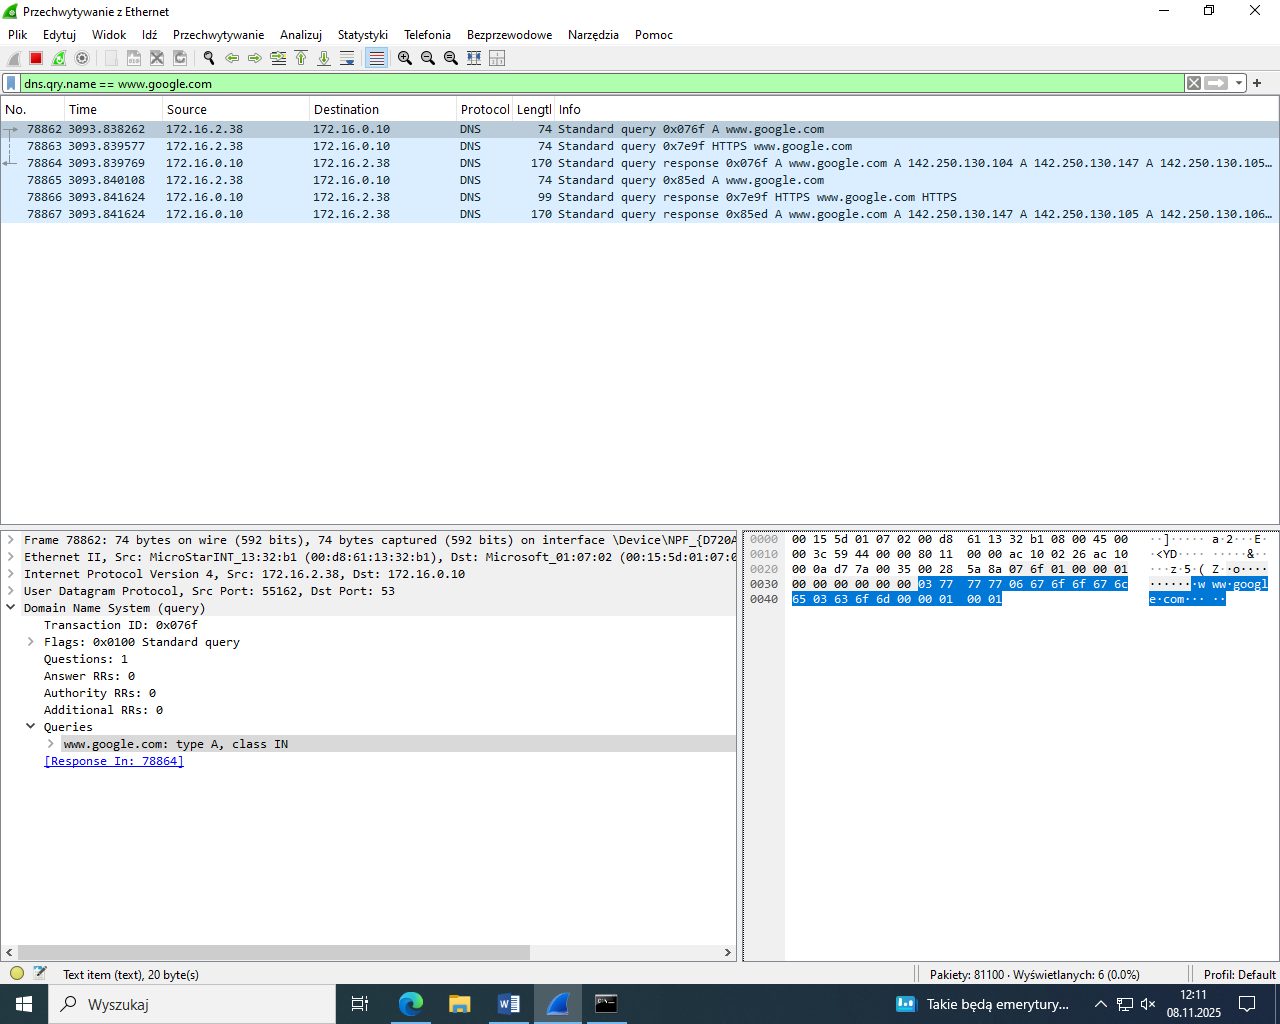 Przechwytywanie z Ethernet
Plik Edytuj Widok Idź Przechwytywanie Analizuj Statystyki Telefonia Bezprzewodowe Narzędzia Pomoc
dns.qry.name == www.google.com
No. Time Source Destination Protocol Lengtl Info
78862 3093.838262 172.16.2.38 172.16.0.10 DNS 74 Standard query 0x076f A www.google.com
78863 3093.839577 172.16.2.38 172.16.0.10 DNS 74 Standard query 0x7e9f HTTPS www.google.com
78864 3093.839769 172.16.0.10 172.16.2.38 DNS 170 Standard query response 0x076f A www.google.com A 142.250.130.104 A 142.250.130.147 A 142.250.130.105…
78865 3093.840108 172.16.2.38 172.16.0.10 DNS 74 Standard query 0x85ed A www.google.com
78866 3093.841624 172.16.0.10 172.16.2.38 DNS 99 Standard query response 0x7e9f HTTPS www.google.com HTTPS
78867 3093.841624 172.16.0.10 172.16.2.38 DNS 170 Standard query response 0x85ed A www.google.com A 142.250.130.147 A 142.250.130.105 A 142.250.130.106…
Frame 78862: 74 bytes on wire (592 bits), 74 bytes captured (592 bits) on interface \Device\NPF_{D720A
Ethernet II, Src: MicroStarINT_13:32:b1 (00:d8:61:13:32:b1), Dst: Microsoft_01:07:02 (00:15:5d:01:07:0
Internet Protocol Version 4, Src: 172.16.2.38, Dst: 172.16.0.10
User Datagram Protocol, Src Port: 55162, Dst Port: 53
Domain Name System (query)
Transaction ID: 0x076f
Flags: 0x0100 Standard query
Questions: 1
Answer RRs: 0
Authority RRs: 0
Additional RRs: 0
Queries
www.google.com: type A, class IN
[Response In: 78864]
0000 00 15 5d 01 07 02 00 d8 61 13 32 b1 08 00 45 00 ··]····· a·2···E·
0010 00 3c 59 44 00 00 80 11 00 00 ac 10 02 26 ac 10 ·<YD···· ·····&··
0020 00 0a d7 7a 00 35 00 28 5a 8a 07 6f 01 00 00 01 ···z·5·( Z··o····
0030 00 00 00 00 00 00 03 77 77 77 06 67 6f 6f 67 6c ·······w ww·googl
0040 65 03 63 6f 6d 00 00 01 00 01 e·com··· ··
Text item (text), 20 byte(s)
Pakiety: 81100 · Wyświetlanych: 6 (0.0%)
Profil: Default
Wyszukaj
Takie będą emerytury...
12:11
08.11.2025